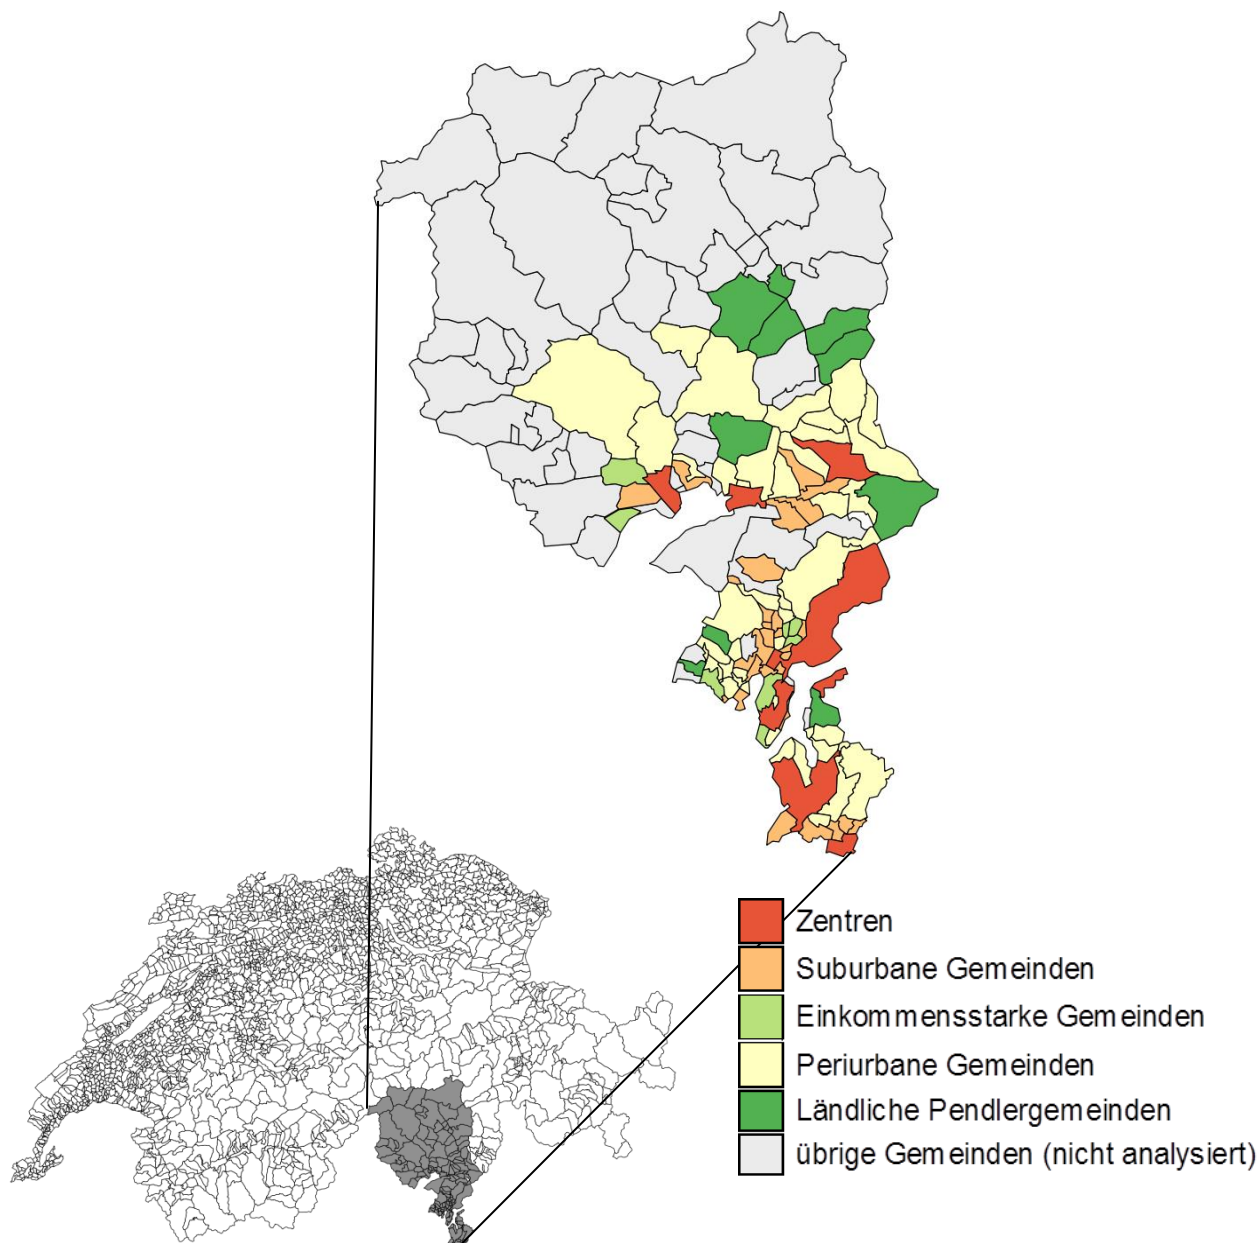 Zentren
Suburbane Gemeinden
Einkommensstarke Gemeinden
Periurbane Gemeinden
Ländliche Pendlergemeinden
übrige Gemeinden (nicht analysiert)